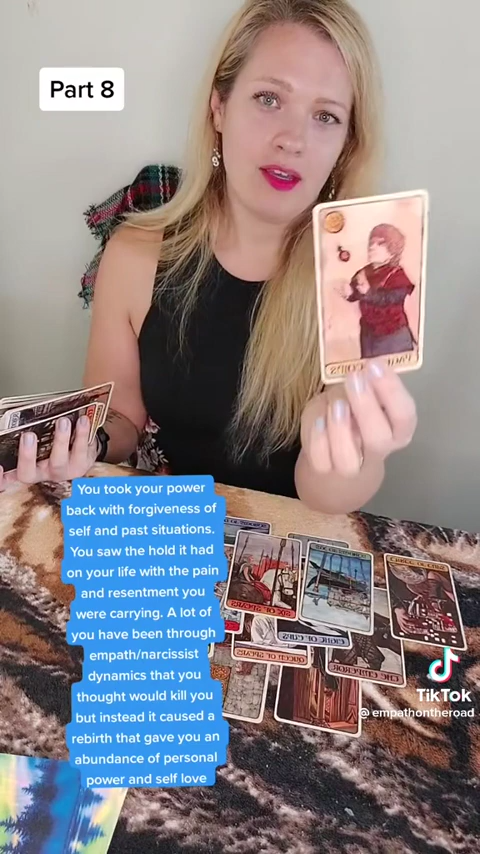 Part 8
You took your power
back with forgiveness of
self and past situations.
You saw the hold it had
on your life with the pain
and resentment you
were carrying. A lot of
you have been through
empath/narcissist
dynamics that you
thought would kill you
but instead it caused a
rebirth that gave you an
abundance of personal
power and self love
TikTok
@ empathontheroad